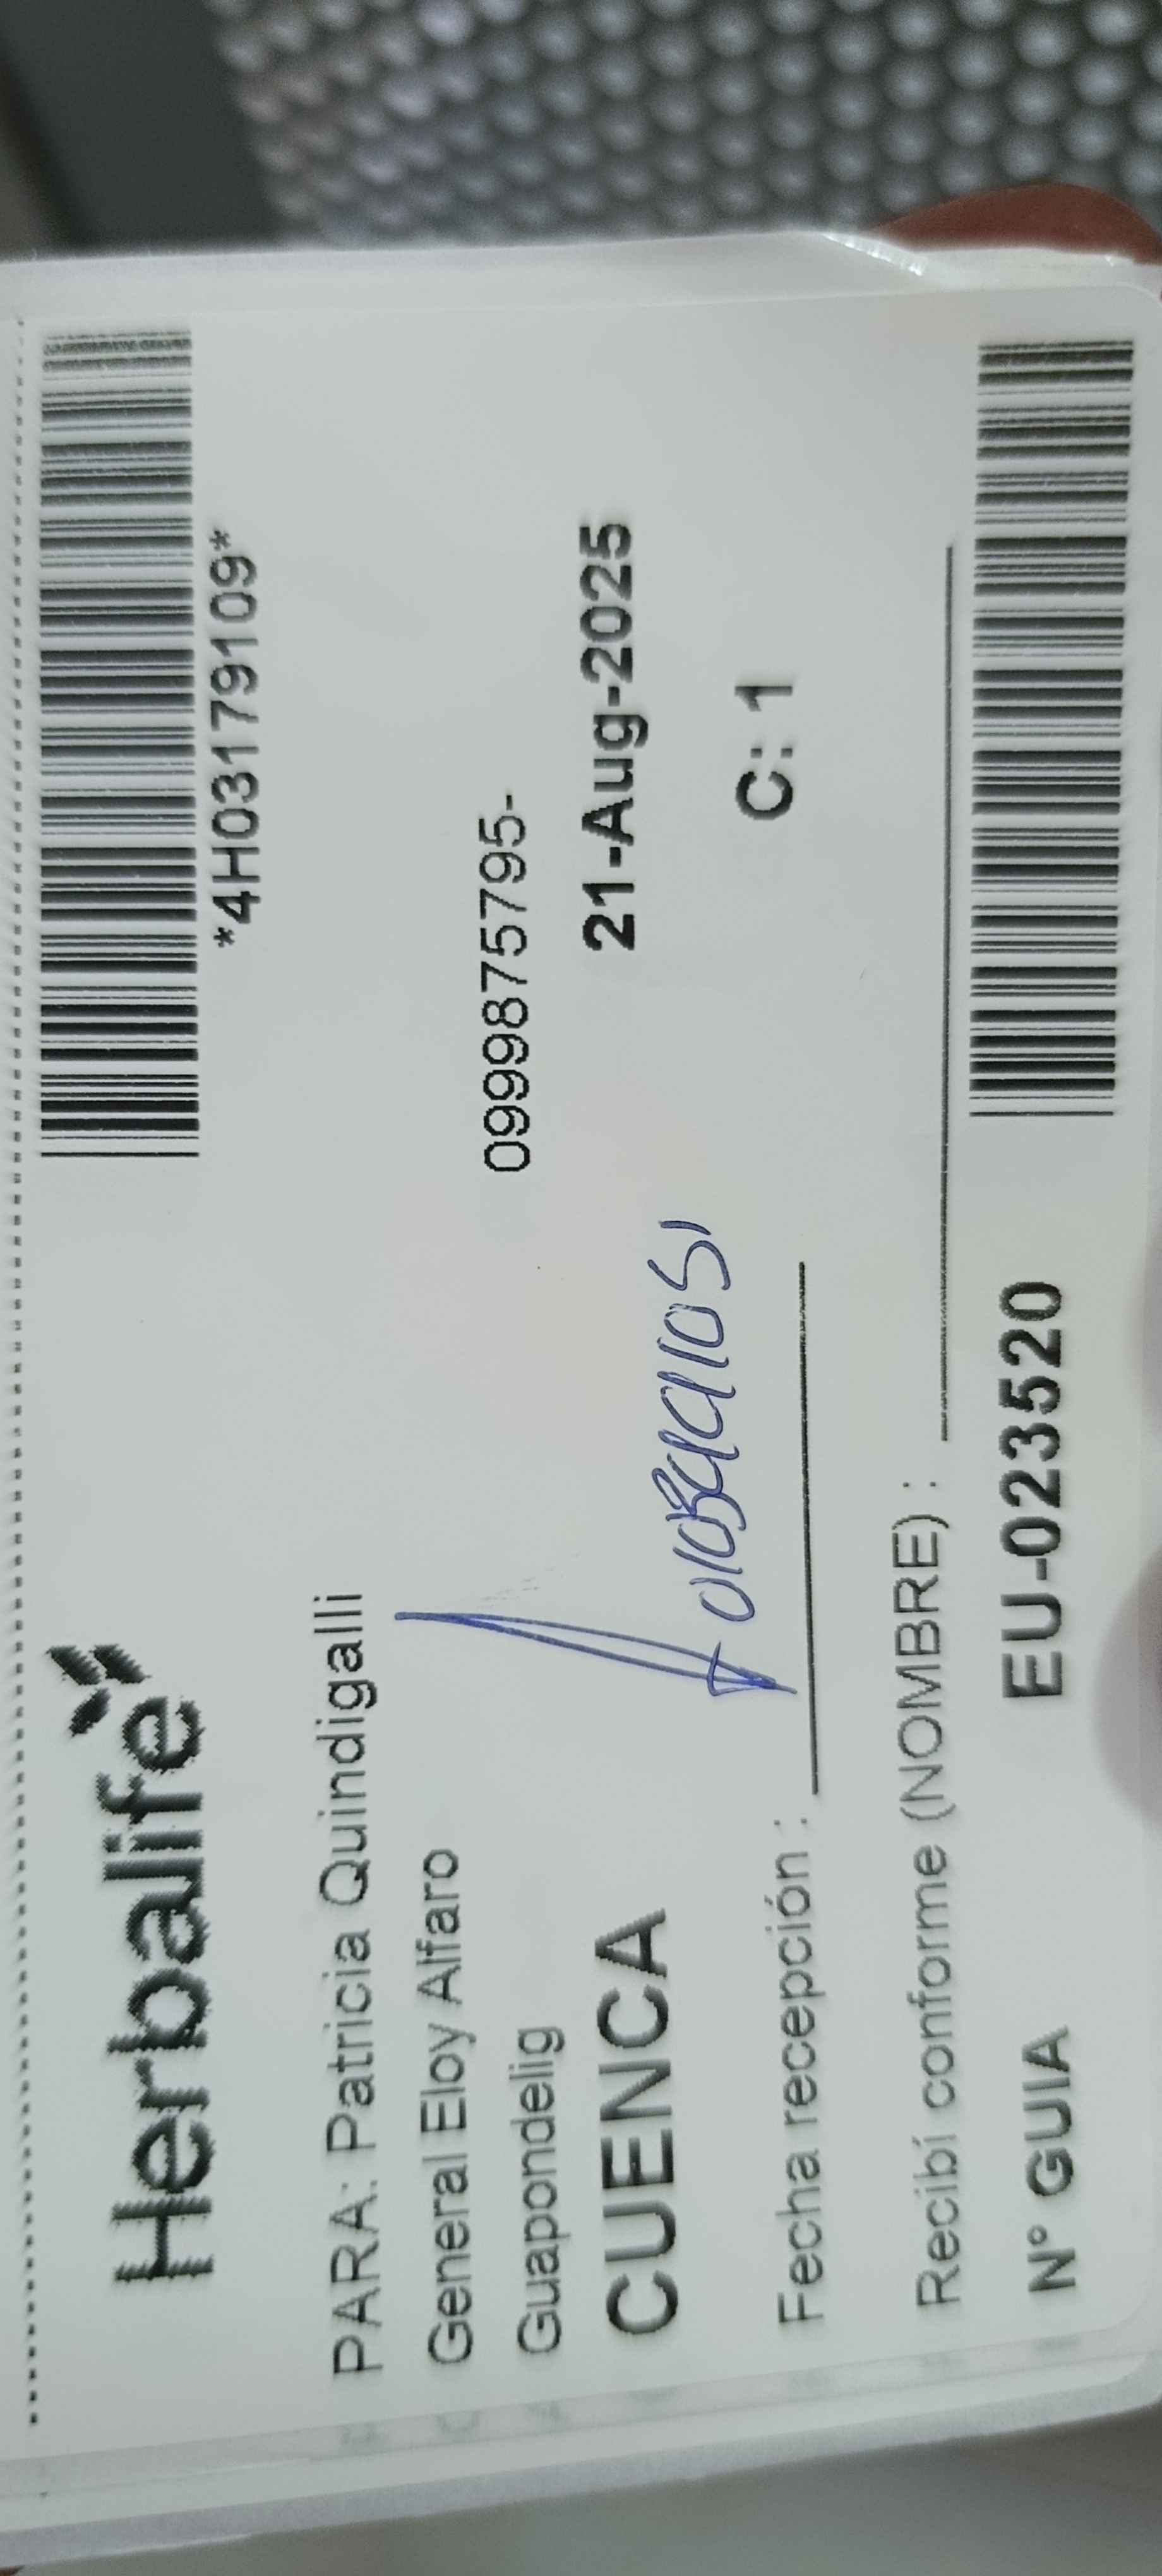 Herbalife
*4H03179109*
PARA: Patricia Quindigalli
General Eloy Alfaro
Guapondelig
0999875795-
CUENCA
21-Aug-2025
C: 1
Fecha recepción :
Recibí conforme (NOMBRE) :
N° GUIA
EU-023520